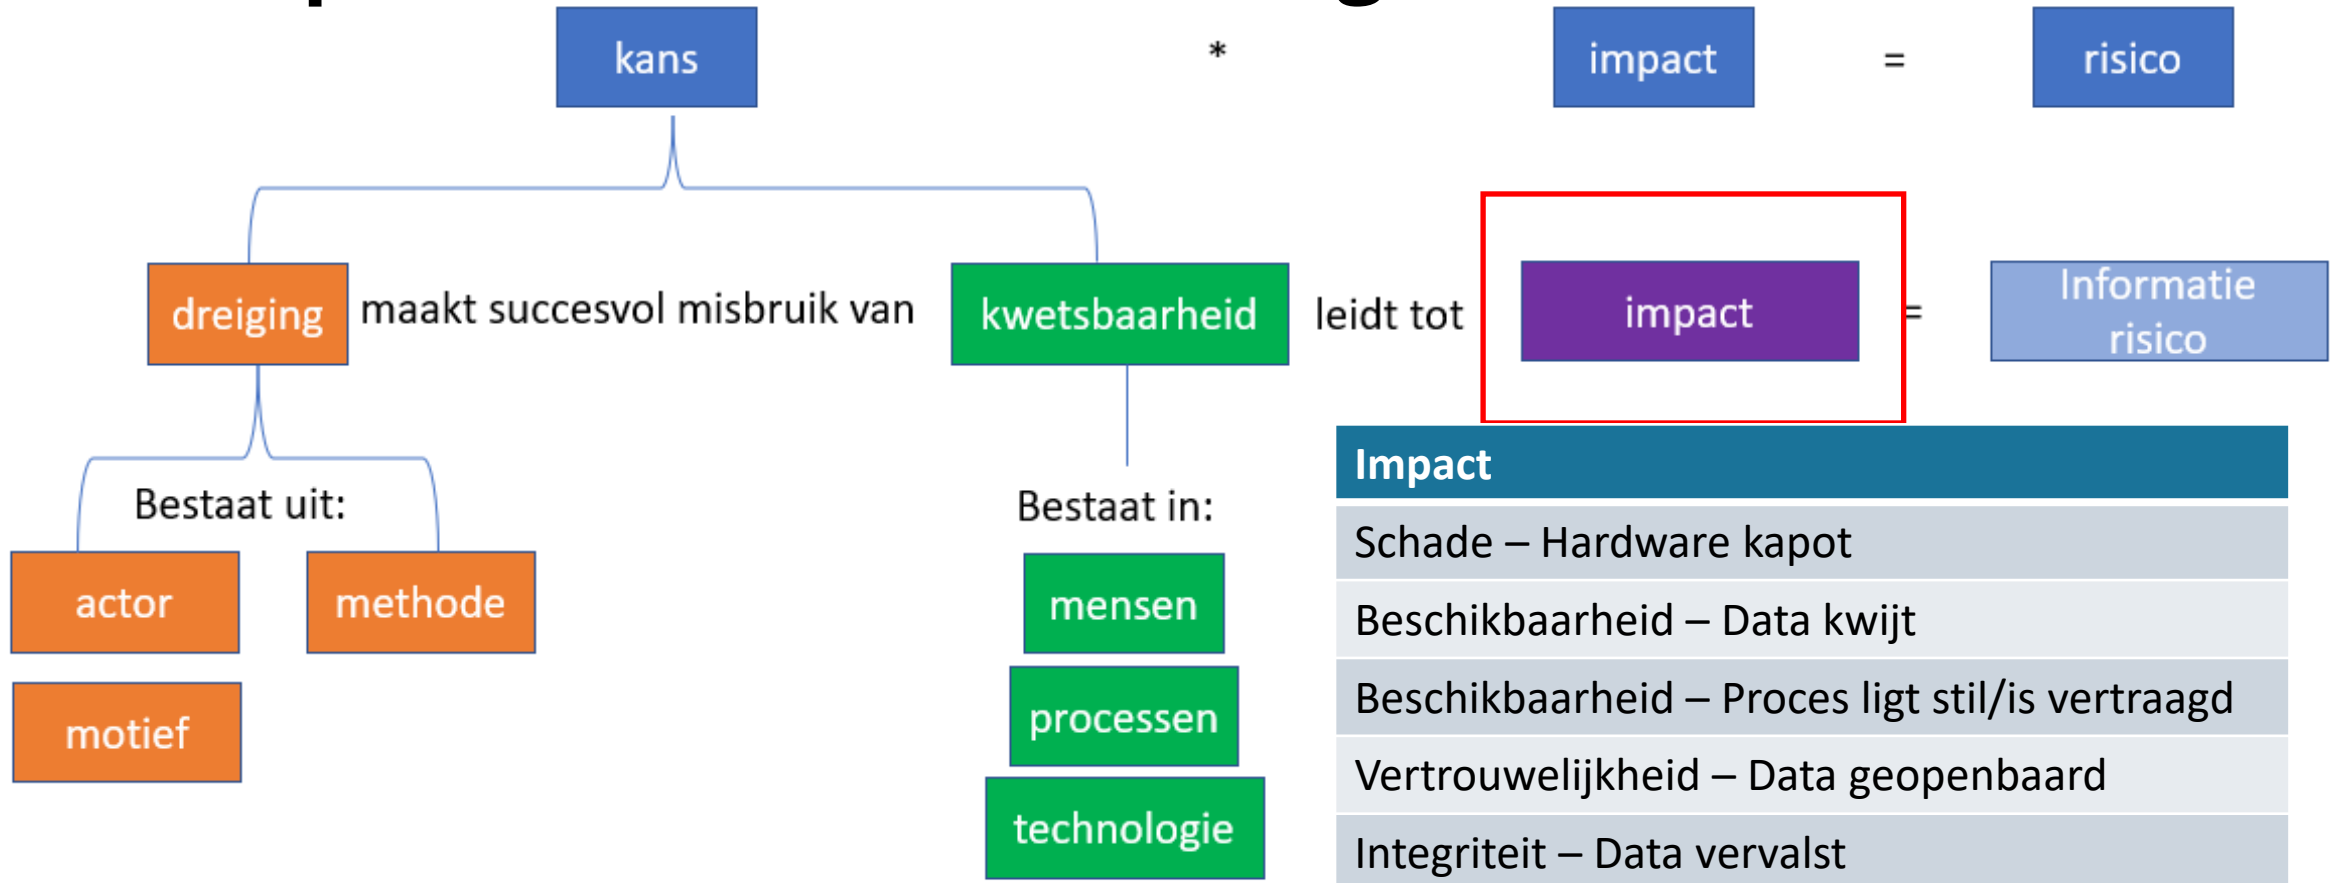 kans * impact = risico
dreiging maakt succesvol misbruik van kwetsbaarheid leidt tot impact = Informatie
risico
Bestaat uit:
actor methode
motief
Bestaat in:
mensen
processen
technologie
Impact
Schade – Hardware kapot
Beschikbaarheid – Data kwijt
Beschikbaarheid – Proces ligt stil/is vertraagd
Vertrouwelijkheid – Data geopenbaard
Integriteit – Data vervalst